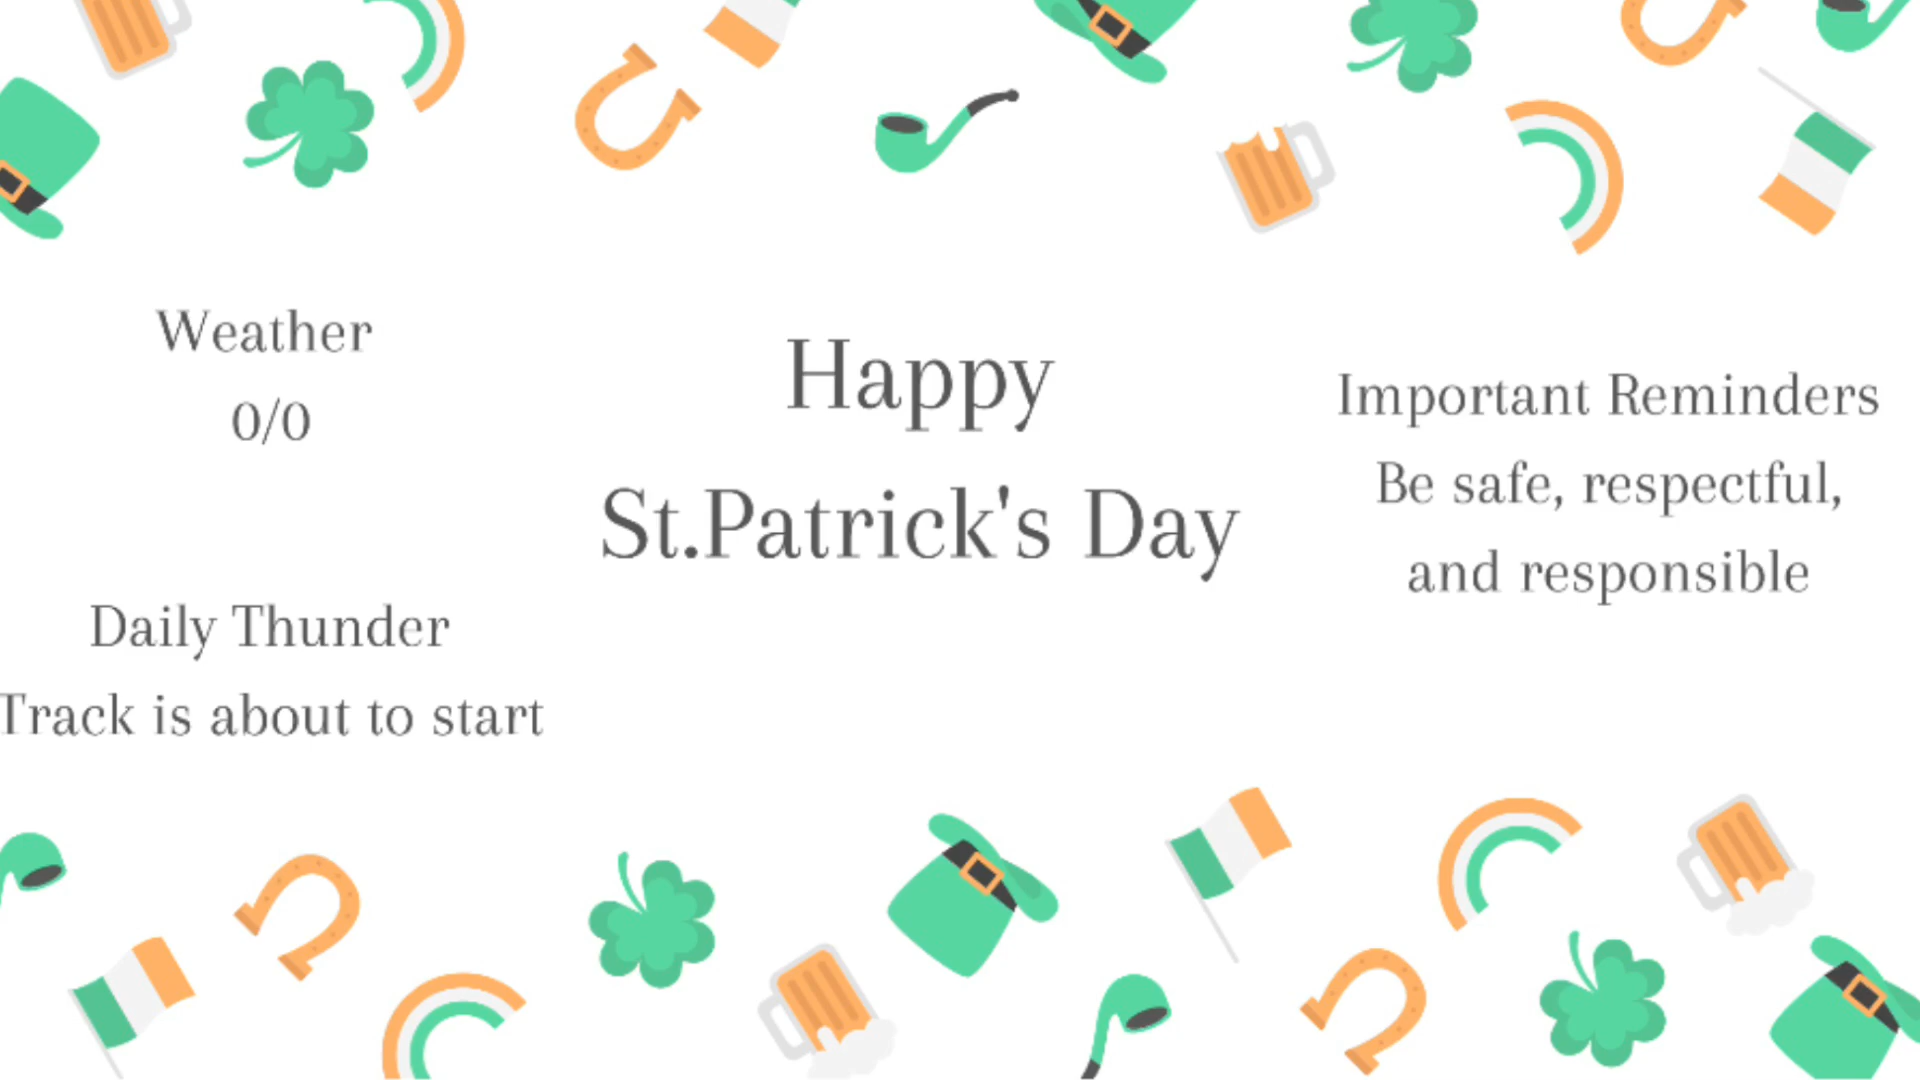 Weather
0/0
Daily Thunder
Track is about to start
Happy
St.Patrick's Day
Important Reminders
Be safe, respectful,
and responsible